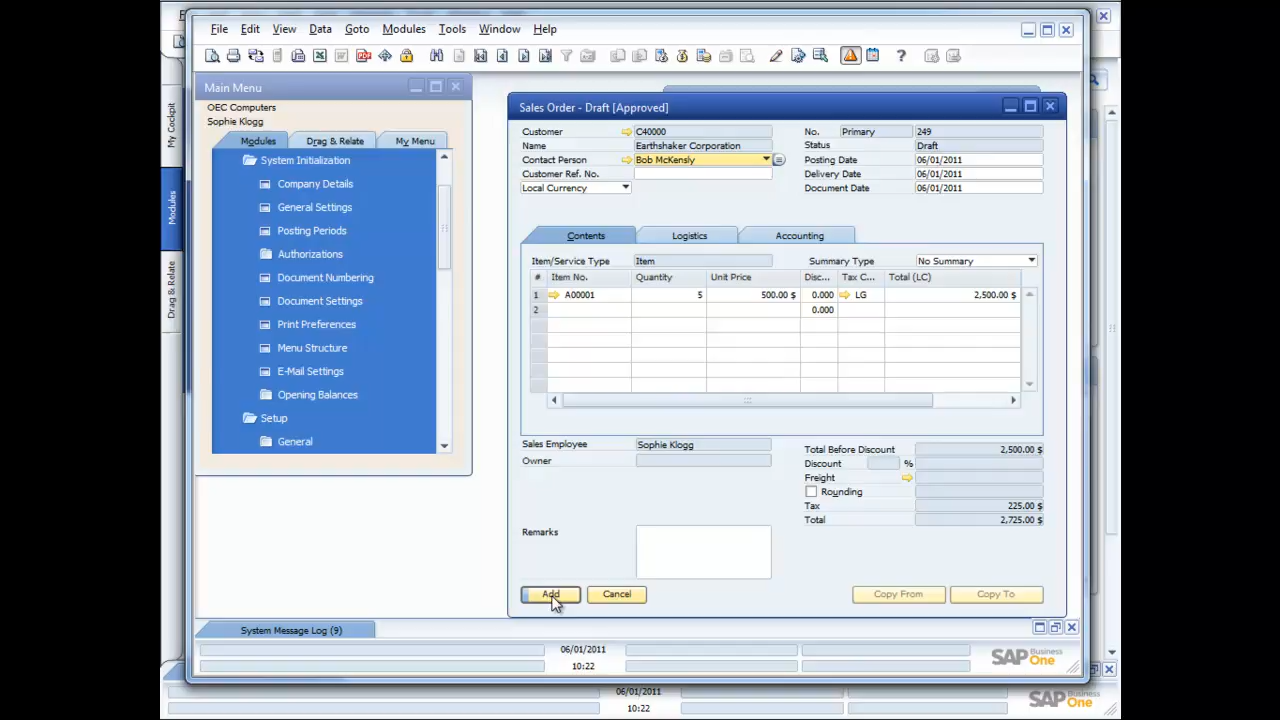 File Edit View Data Goto Modules Tools Window Help
Main Menu
OEC Computers
Sophie Klogg
Modules Drag & Relate My Menu
System Initialization
Company Details
General Settings
Posting Periods
Authorizations
Document Numbering
Document Settings
Print Preferences
Menu Structure
E-Mail Settings
Opening Balances
Setup
General
My Cockpit
Modules
Drag & Relate
Sales Order - Draft [Approved]
Customer C40000 No. Primary 249
Name Earthshaker Corporation Status Draft
Contact Person Bob McKensly Posting Date 06/01/2011
Customer Ref. No. Delivery Date 06/01/2011
Local Currency Document Date 06/01/2011
Contents Logistics Accounting
Item/Service Type Item Summary Type No Summary
# Item No. Quantity Unit Price Disc... Tax C... Total (LC)
1 A00001 5 500.00 $ 0.000 LG 2,500.00 $
2 0.000
Sales Employee Sophie Klogg Total Before Discount 2,500.00 $
Owner Discount %
Freight
Rounding
Tax 225.00 $
Total 2,725.00 $
Remarks
Add Cancel Copy From Copy To
System Message Log (9)
06/01/2011
10:22
SAP Business One
06/01/2011
10:22
SAP Business One